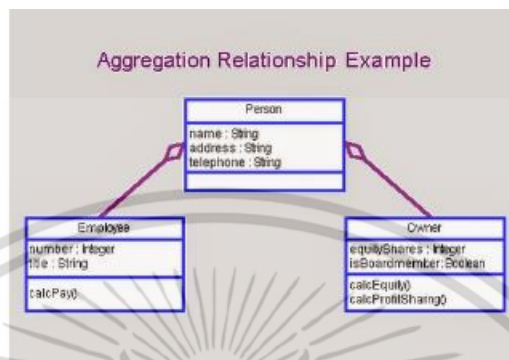 Aggregation Relationship Example
Person
name : String
address : String
telephone : String
Employee
number : Integer
title : String
calcPay()
Owner
equityShares : Integer
isBoardmember: Boolean
calcEquity()
calcProfitSharing()